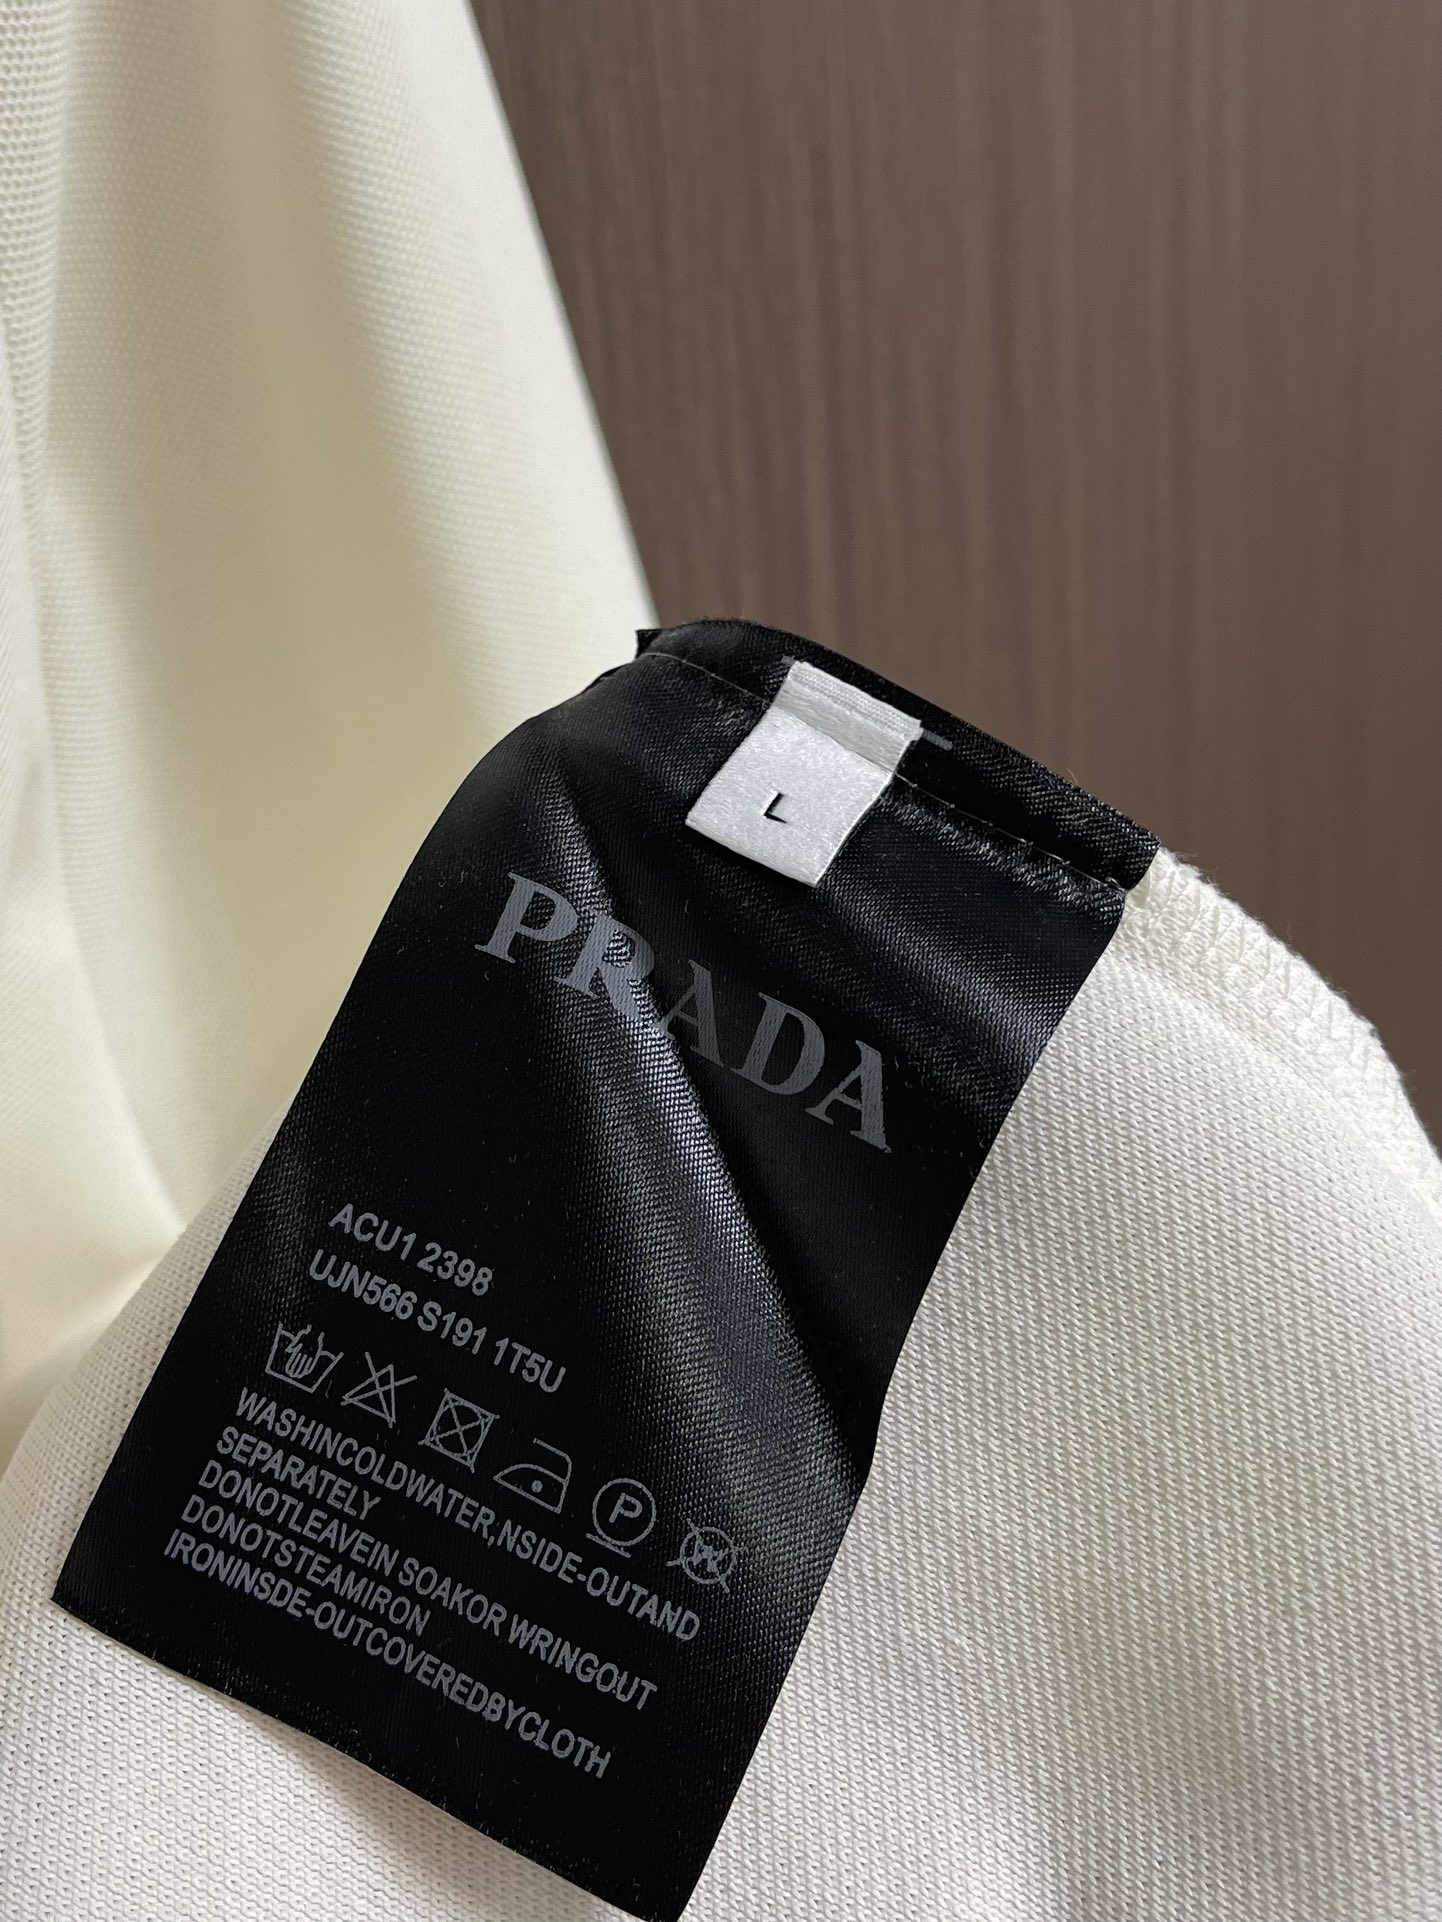 L
PRADA
ACU1 2398
UJN566 S191 1T5U
P
WASHINCOLDWATER,NSIDE-OUTAND
SEPARATELY
DONOTLEAVEIN SOAKOR WRINGOUT
DONOTSTEAMIRON
IRONINSDE-OUTCOVEREDBYCLOTH